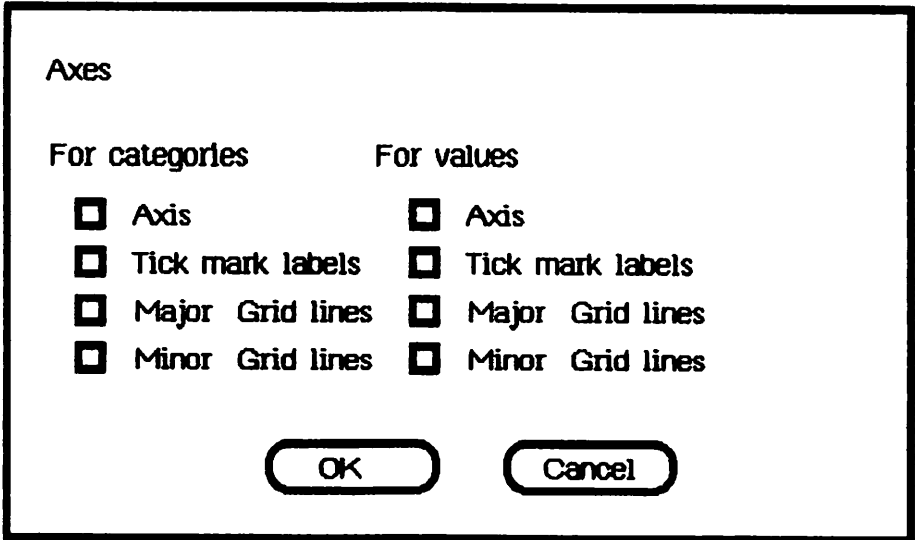 Axes
For categories For values
Axis Axis
Tick mark labels Tick mark labels
Major Grid lines Major Grid lines
Minor Grid lines Minor Grid lines
OK Cancel